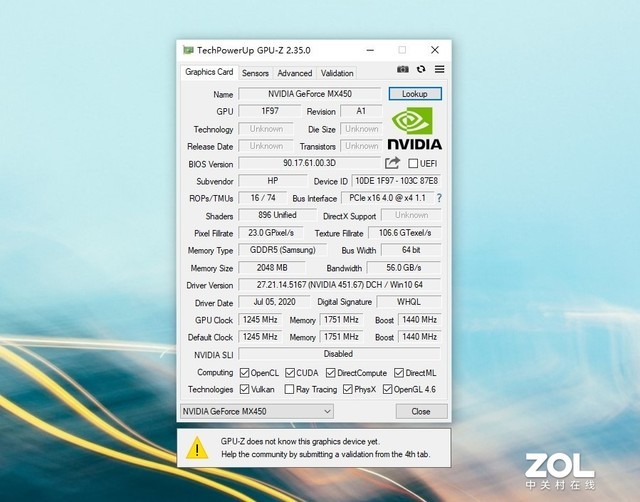 TechPowerUp GPU-Z 2.35.0
Graphics Card Sensors Advanced Validation
Name NVIDIA GeForce MX450 Lookup
GPU 1F97 Revision A1
Technology Unknown Die Size Unknown
Release Date Unknown Transistors Unknown
NVIDIA
BIOS Version 90.17.61.00.3D UEFI
Subvendor HP Device ID 10DE 1F97 - 103C 87E8
ROPs/TMUs 16 / 74 Bus Interface PCIe x16 4.0 @ x4 1.1 ?
Shaders 896 Unified DirectX Support Unknown
Pixel Fillrate 23.0 GPixel/s Texture Fillrate 106.6 GTexel/s
Memory Type GDDR5 (Samsung) Bus Width 64 bit
Memory Size 2048 MB Bandwidth 56.0 GB/s
Driver Version 27.21.14.5167 (NVIDIA 451.67) DCH / Win10 64
Driver Date Jul 05, 2020 Digital Signature WHQL
GPU Clock 1245 MHz Memory 1751 MHz Boost 1440 MHz
Default Clock 1245 MHz Memory 1751 MHz Boost 1440 MHz
NVIDIA SLI Disabled
Computing OpenCL CUDA DirectCompute DirectML
Technologies Vulkan Ray Tracing PhysX OpenGL 4.6
NVIDIA GeForce MX450 Close
GPU-Z does not know this graphics device yet.
Help the community by submitting a validation from the 4th tab.
ZOL
中关村在线